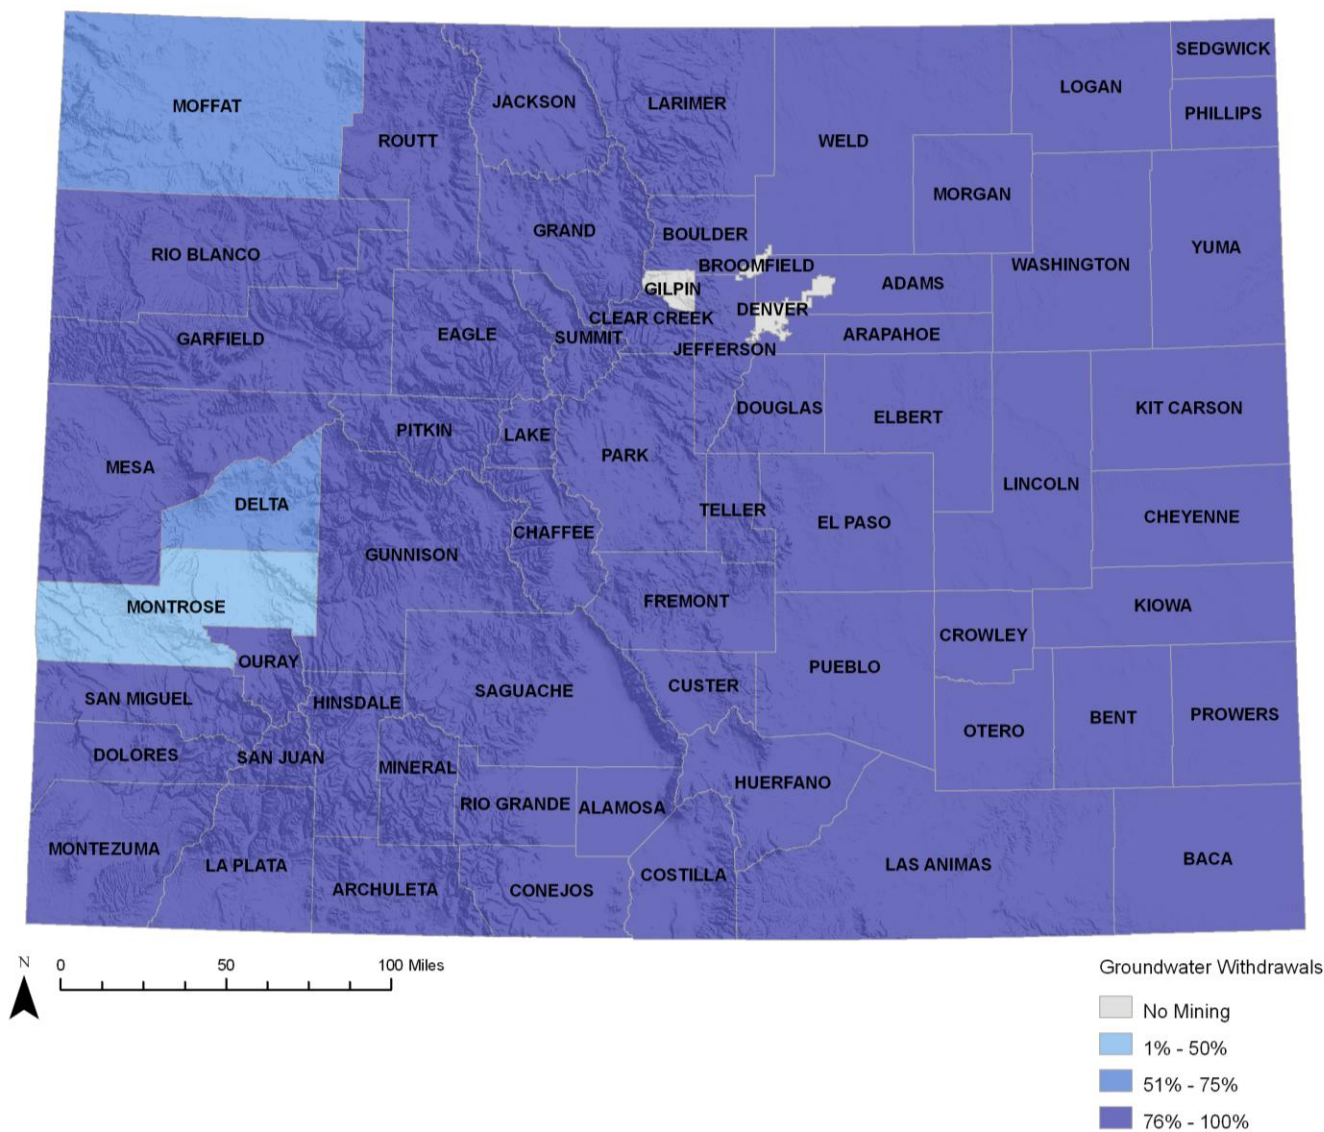 SEDGWICK
LOGAN
JACKSON
LARIMER
MOFFAT
PHILLIPS
ROUTT
WELD
MORGAN
GRAND
BOULDER
YUMA
RIO BLANCO
BROOMFIELD
WASHINGTON
GILPIN
ADAMS
DENVER
CLEAR CREEK
GARFIELD
EAGLE
SUMMIT
ARAPAHOE
JEFFERSON
DOUGLAS
KIT CARSON
ELBERT
PITKIN
LAKE
PARK
MESA
LINCOLN
DELTA
TELLER
CHEYENNE
EL PASO
CHAFFEE
GUNNISON
FREMONT
KIOWA
MONTROSE
CROWLEY
OURAY
PUEBLO
CUSTER
SAGUACHE
SAN MIGUEL
HINSDALE
PROWERS
BENT
OTERO
DOLORES
SAN JUAN
MINERAL
HUERFANO
RIO GRANDE
ALAMOSA
MONTEZUMA
LA PLATA
LAS ANIMAS
BACA
COSTILLA
ARCHULETA
CONEJOS
N
0 50 100 Miles
Groundwater Withdrawals
No Mining
1% - 50%
51% - 75%
76% - 100%